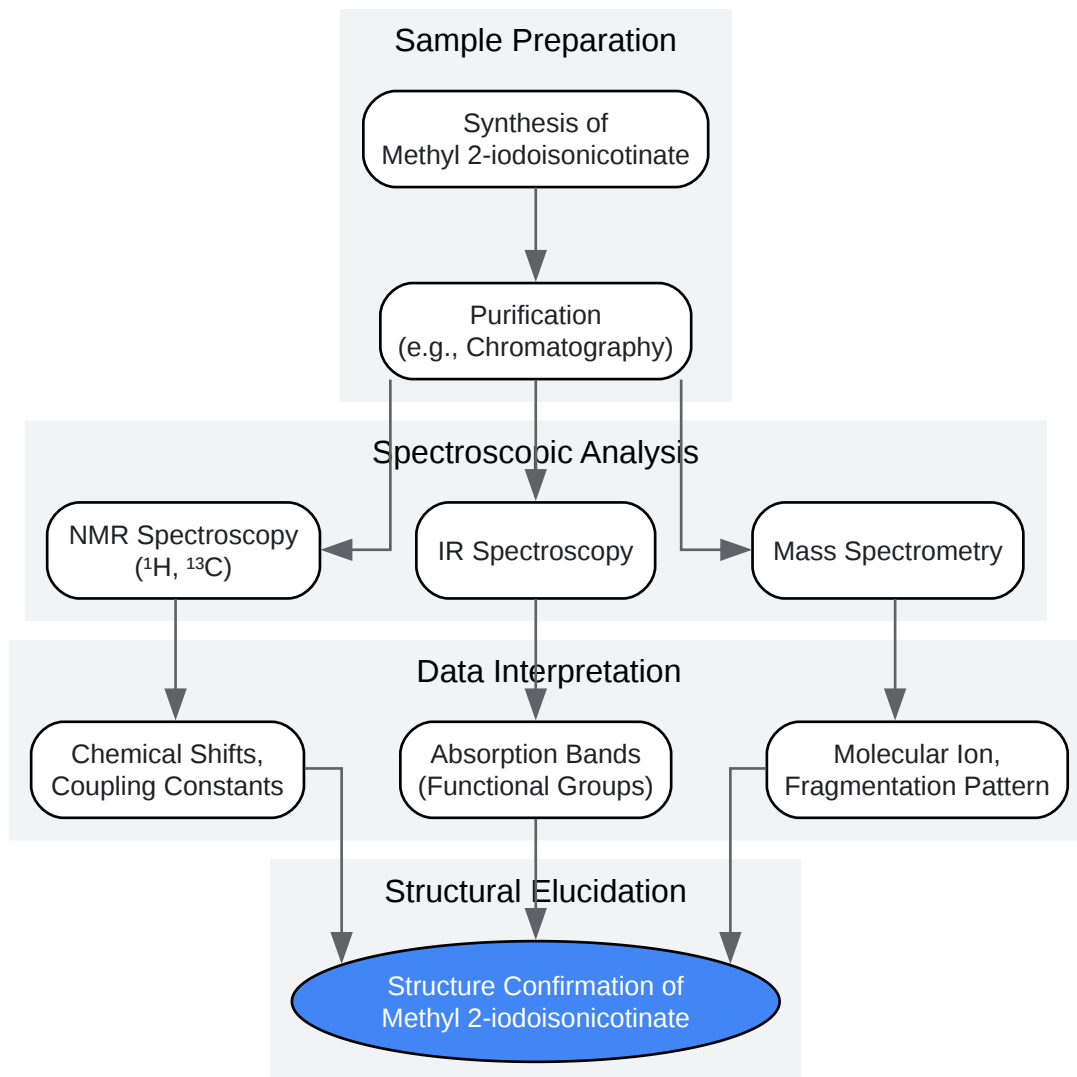 Sample Preparation
Synthesis of
Methyl 2-iodoisonicotinate
Purification
(e.g., Chromatography)
Spectroscopic Analysis
NMR Spectroscopy
(¹H, ¹³C)
IR Spectroscopy
Mass Spectrometry
Data Interpretation
Chemical Shifts,
Coupling Constants
Absorption Bands
(Functional Groups)
Molecular Ion,
Fragmentation Pattern
Structural Elucidation
Structure Confirmation of
Methyl 2-iodoisonicotinate